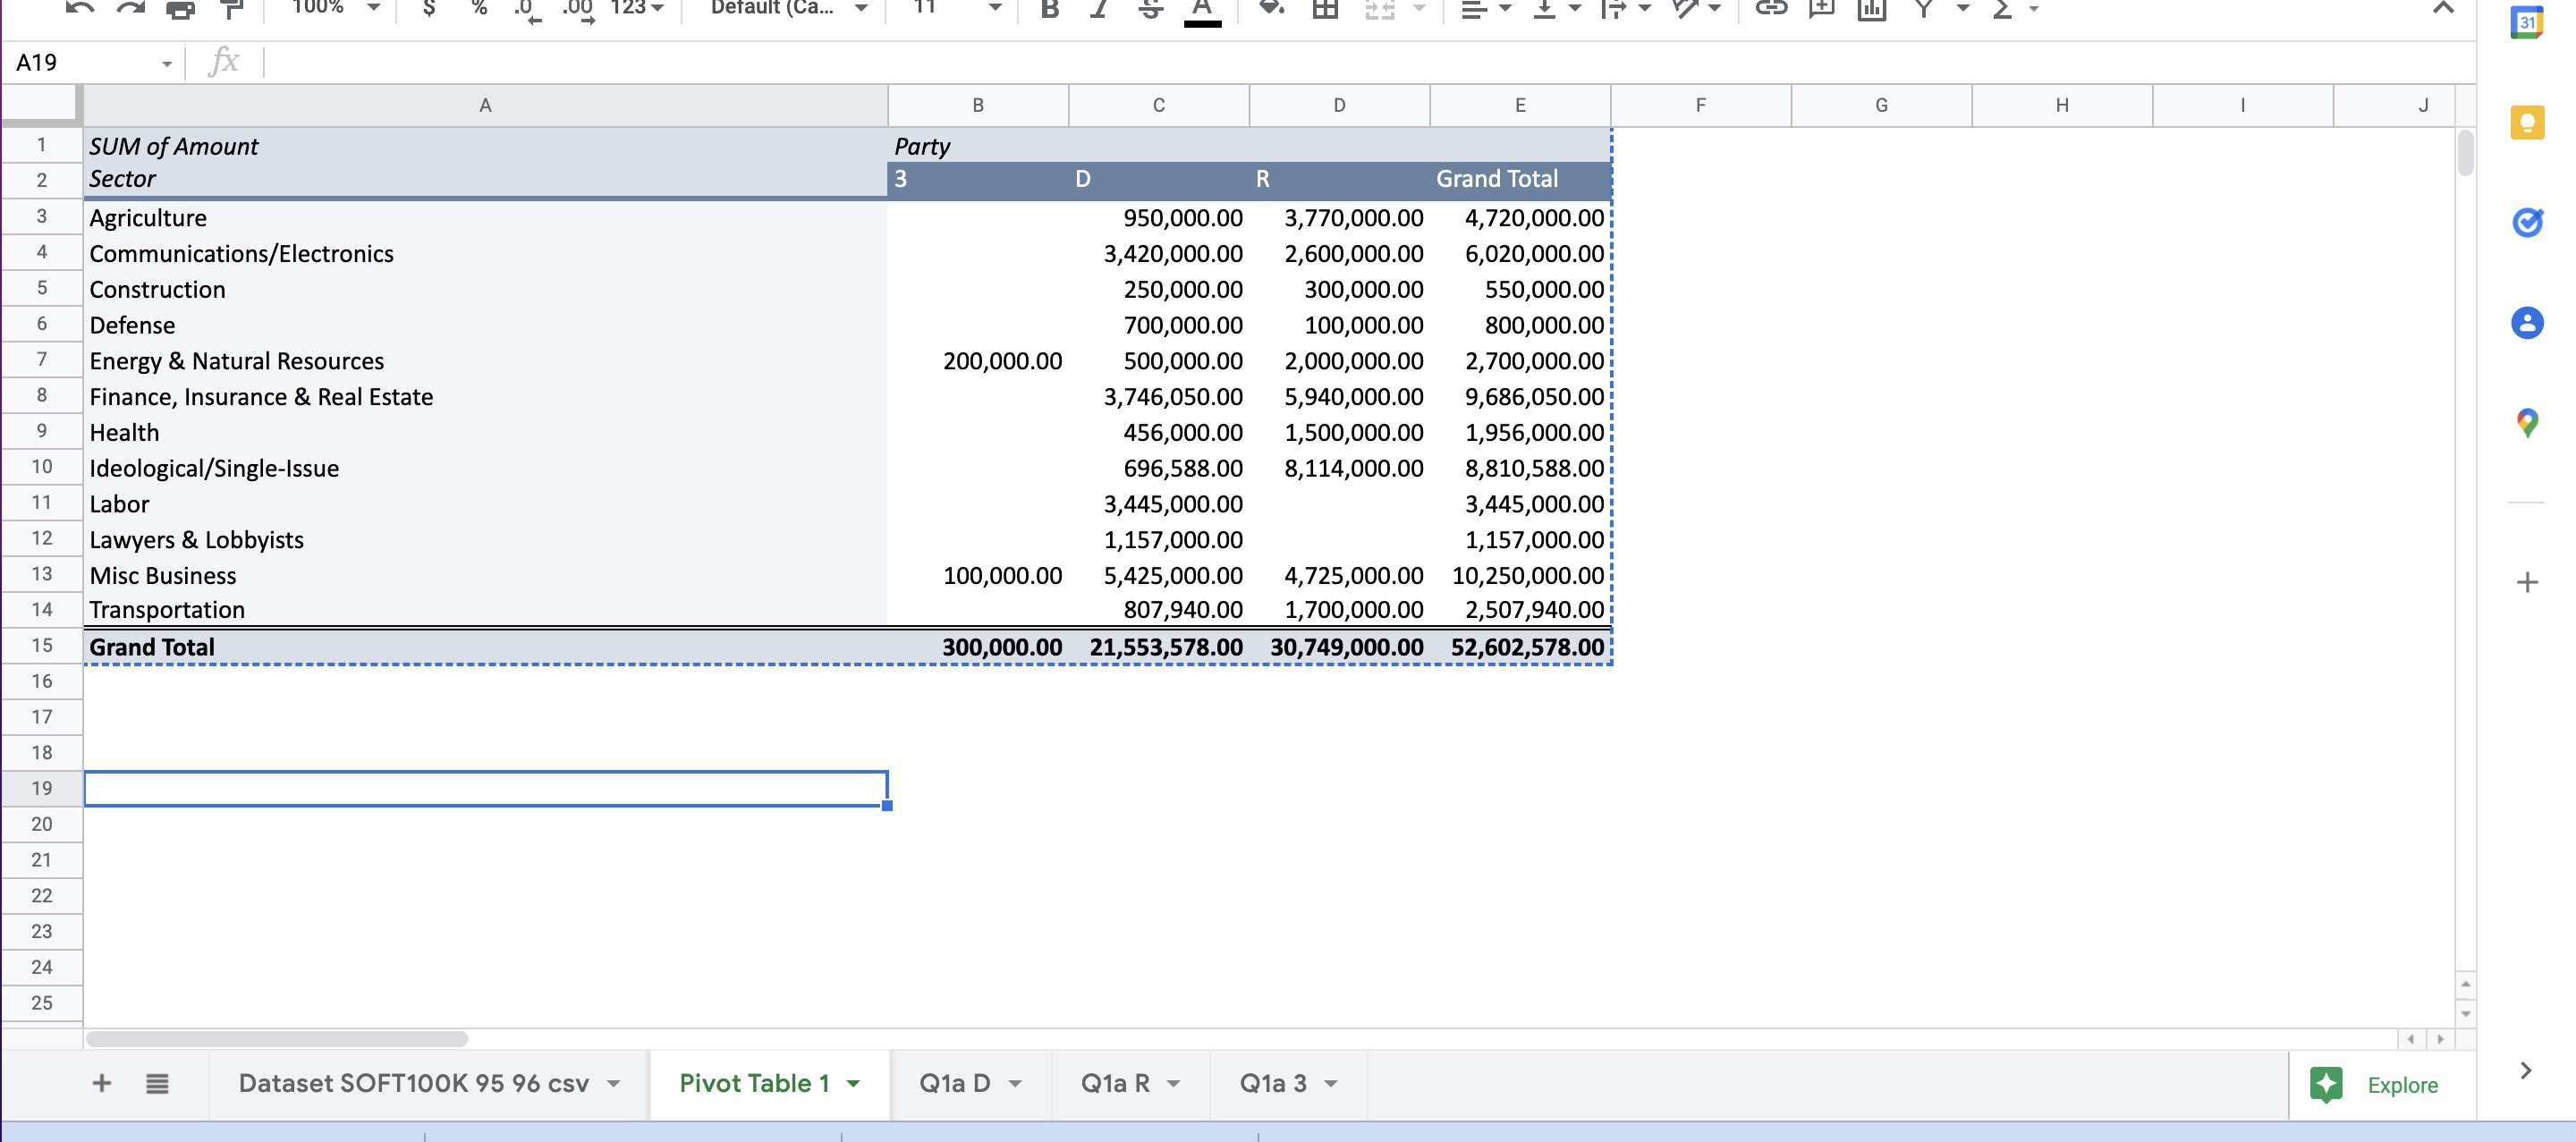 100% $ % .0 .00 123 Default (Ca... 11 B I S A
31
A19 fx
A B C D E F G H I J
1 SUM of Amount Party
2 Sector 3 D R Grand Total
3 Agriculture 950,000.00 3,770,000.00 4,720,000.00
4 Communications/Electronics 3,420,000.00 2,600,000.00 6,020,000.00
5 Construction 250,000.00 300,000.00 550,000.00
6 Defense 700,000.00 100,000.00 800,000.00
7 Energy & Natural Resources 200,000.00 500,000.00 2,000,000.00 2,700,000.00
8 Finance, Insurance & Real Estate 3,746,050.00 5,940,000.00 9,686,050.00
9 Health 456,000.00 1,500,000.00 1,956,000.00
10 Ideological/Single-Issue 696,588.00 8,114,000.00 8,810,588.00
11 Labor 3,445,000.00 3,445,000.00
12 Lawyers & Lobbyists 1,157,000.00 1,157,000.00
13 Misc Business 100,000.00 5,425,000.00 4,725,000.00 10,250,000.00
14 Transportation 807,940.00 1,700,000.00 2,507,940.00
15 Grand Total 300,000.00 21,553,578.00 30,749,000.00 52,602,578.00
16
17
18
19
20
21
22
23
24
25
+ Dataset SOFT100K 95 96 csv Pivot Table 1 Q1a D Q1a R Q1a 3 Explore